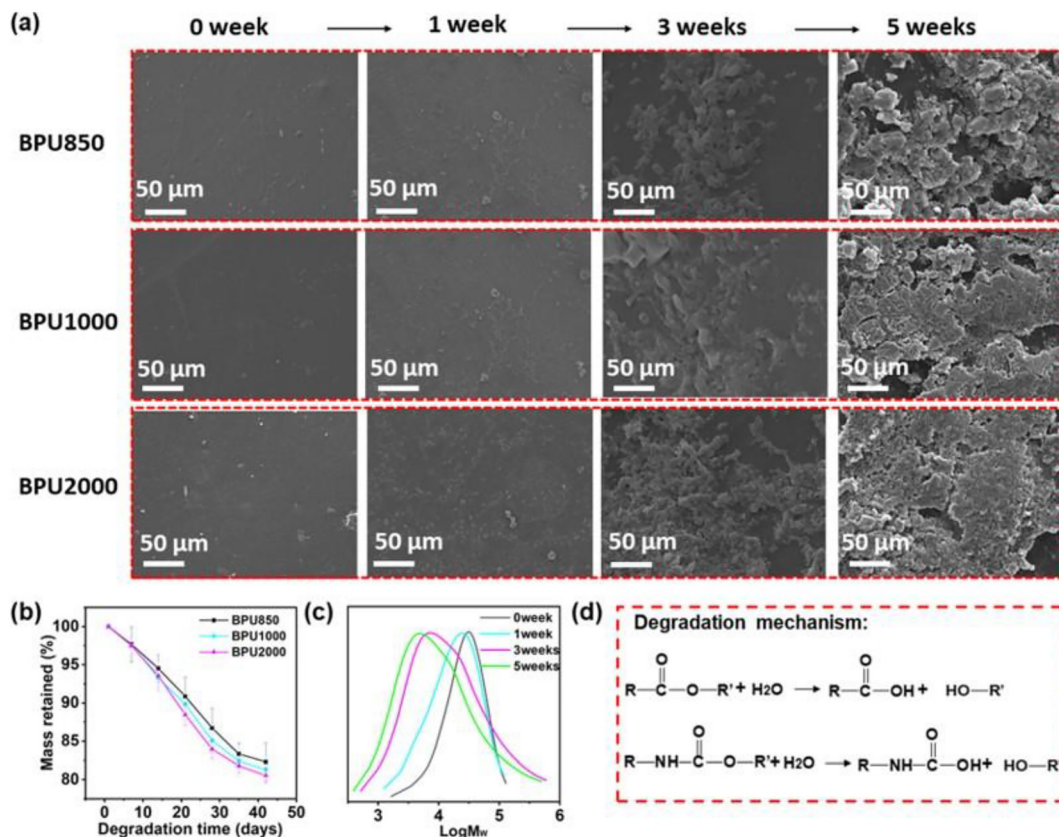 (a)
0 week
1 week
3 weeks
5 weeks
BPU850
50 µm
50 µm
50 µm
50 µm
BPU1000
50 µm
50 µm
50 µm
50 µm
BPU2000
50 µm
50 µm
50 µm
50 µm
(b)
100
95
90
85
80
Mass retained (%)
BPU850
BPU1000
BPU2000
0 10 20 30 40 50
Degradation time (days)
(c)
0week
1week
3weeks
5weeks
3 4 5 6
LogMw
(d)
Degradation mechanism:
O
O
R—C—O—R'+H2O → R—C—OH+ HO—R'
O
O
R—NH—C—O—R'+H2O → R—NH—C—OH+ HO—R'